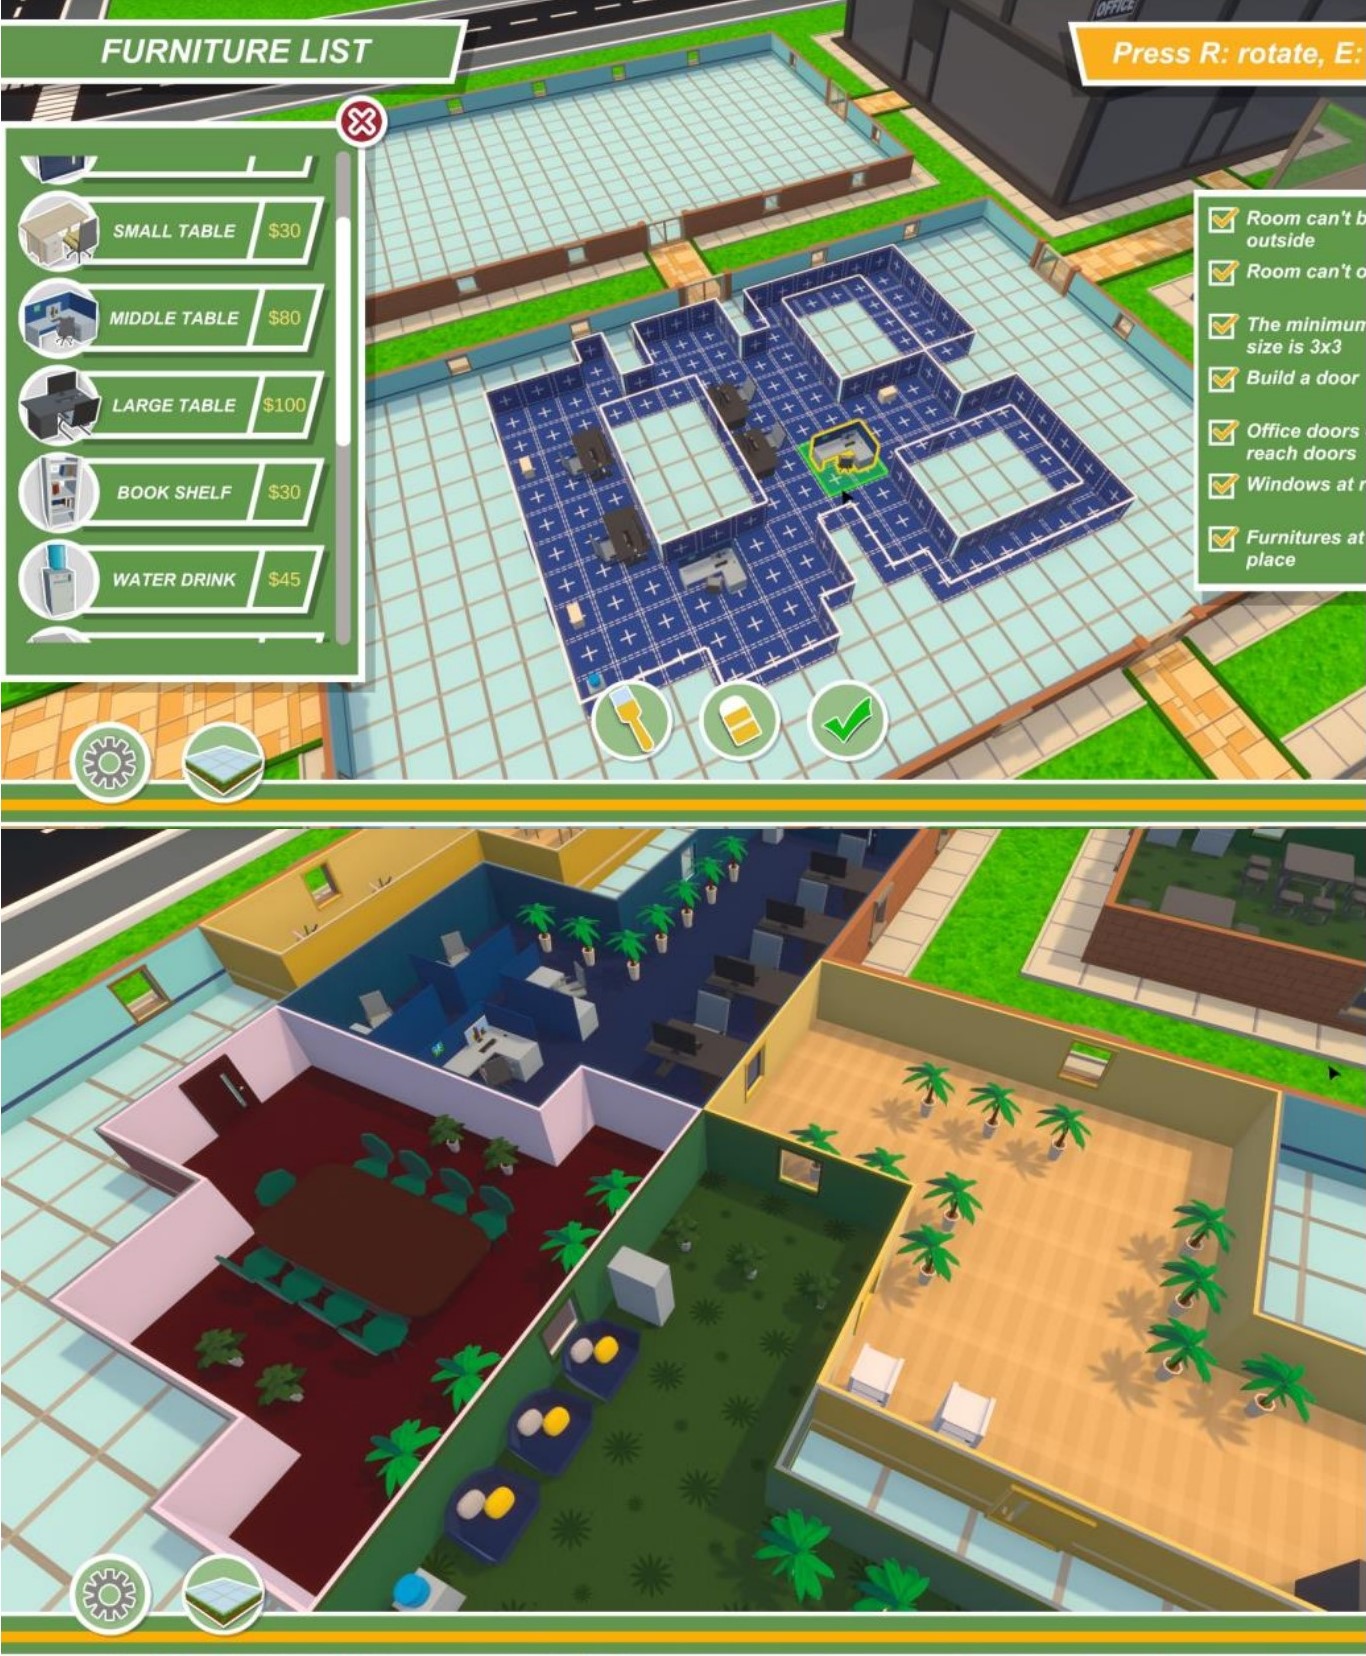 OFFICE
FURNITURE LIST
Press R: rotate, E:
SMALL TABLE $30
MIDDLE TABLE $80
LARGE TABLE $100
BOOK SHELF $30
WATER DRINK $45
Room can't b
outside
Room can't o
The minimum
size is 3x3
Build a door
Office doors
reach doors
Windows at r
Furnitures at
place